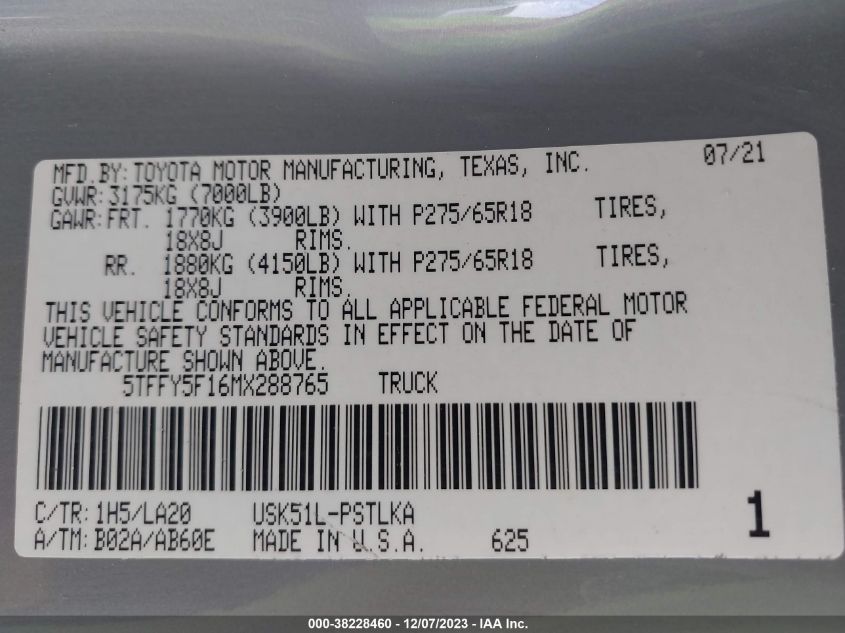 MFD.BY: TOYOTA MOTOR MANUFACTURING, TEXAS, INC. 07/21
GVWR: 3175KG (7000LB)
GAWR: FRT. 1770KG (3900LB) WITH P275/65R18 TIRES,
18X8J RIMS.
RR. 1880KG (4150LB) WITH P275/65R18 TIRES,
18X8J RIMS.
THIS VEHICLE CONFORMS TO ALL APPLICABLE FEDERAL MOTOR
VEHICLE SAFETY STANDARDS IN EFFECT ON THE DATE OF
MANUFACTURE SHOWN ABOVE.
5TFFY5F16MX288765 TRUCK
C/TR: 1H5/LA20 USK51L-PSTLKA 1
A/TM: B02A/AB60E MADE IN U.S.A. 625
000-38228460 - 12/07/2023 - IAA Inc.